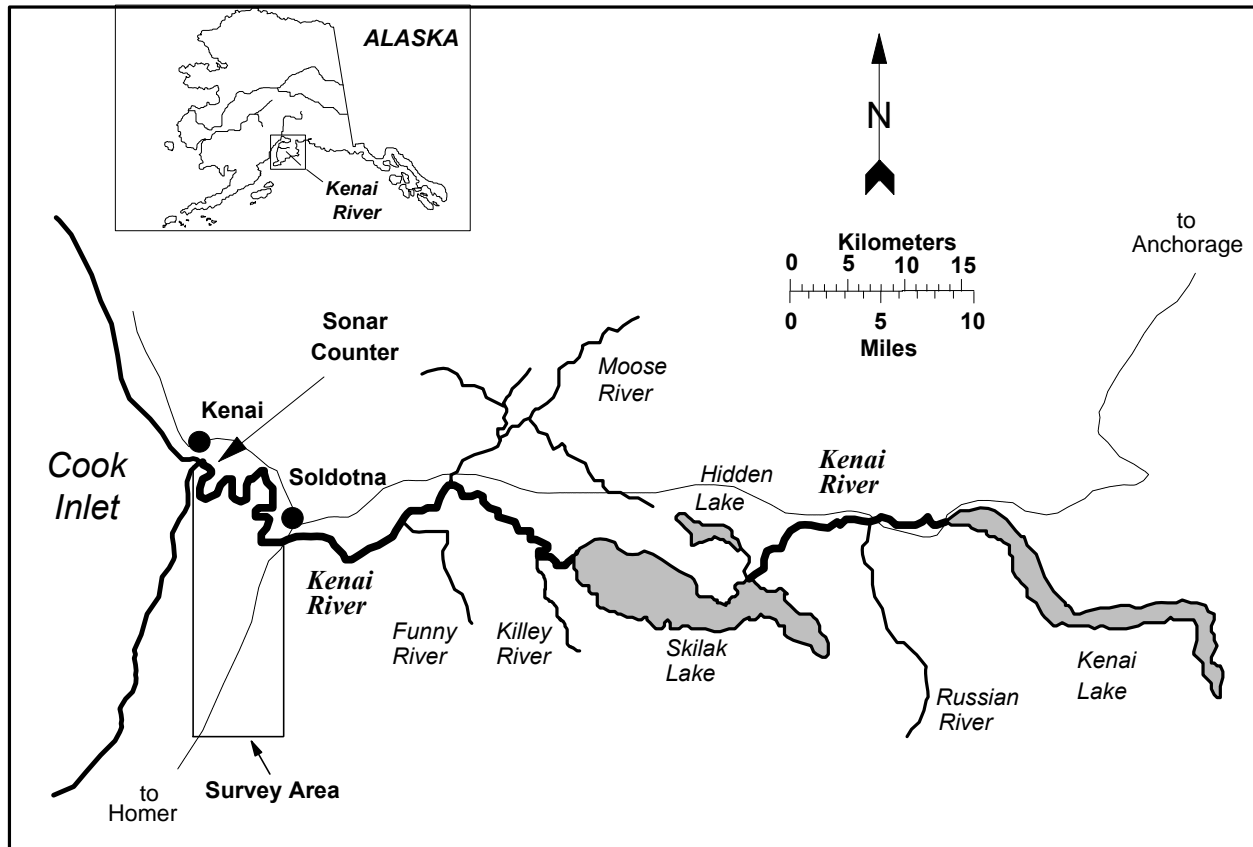 ALASKA
Kenai
River
N
Kilometers
0 5 10 15
0 5 10
Miles
to
Anchorage
Sonar
Counter
Moose
River
Kenai
Cook
Inlet
Soldotna
Hidden
Lake
Kenai
River
Kenai
River
Funny
River
Killey
River
Skilak
Lake
Russian
River
Kenai
Lake
to
Homer
Survey Area